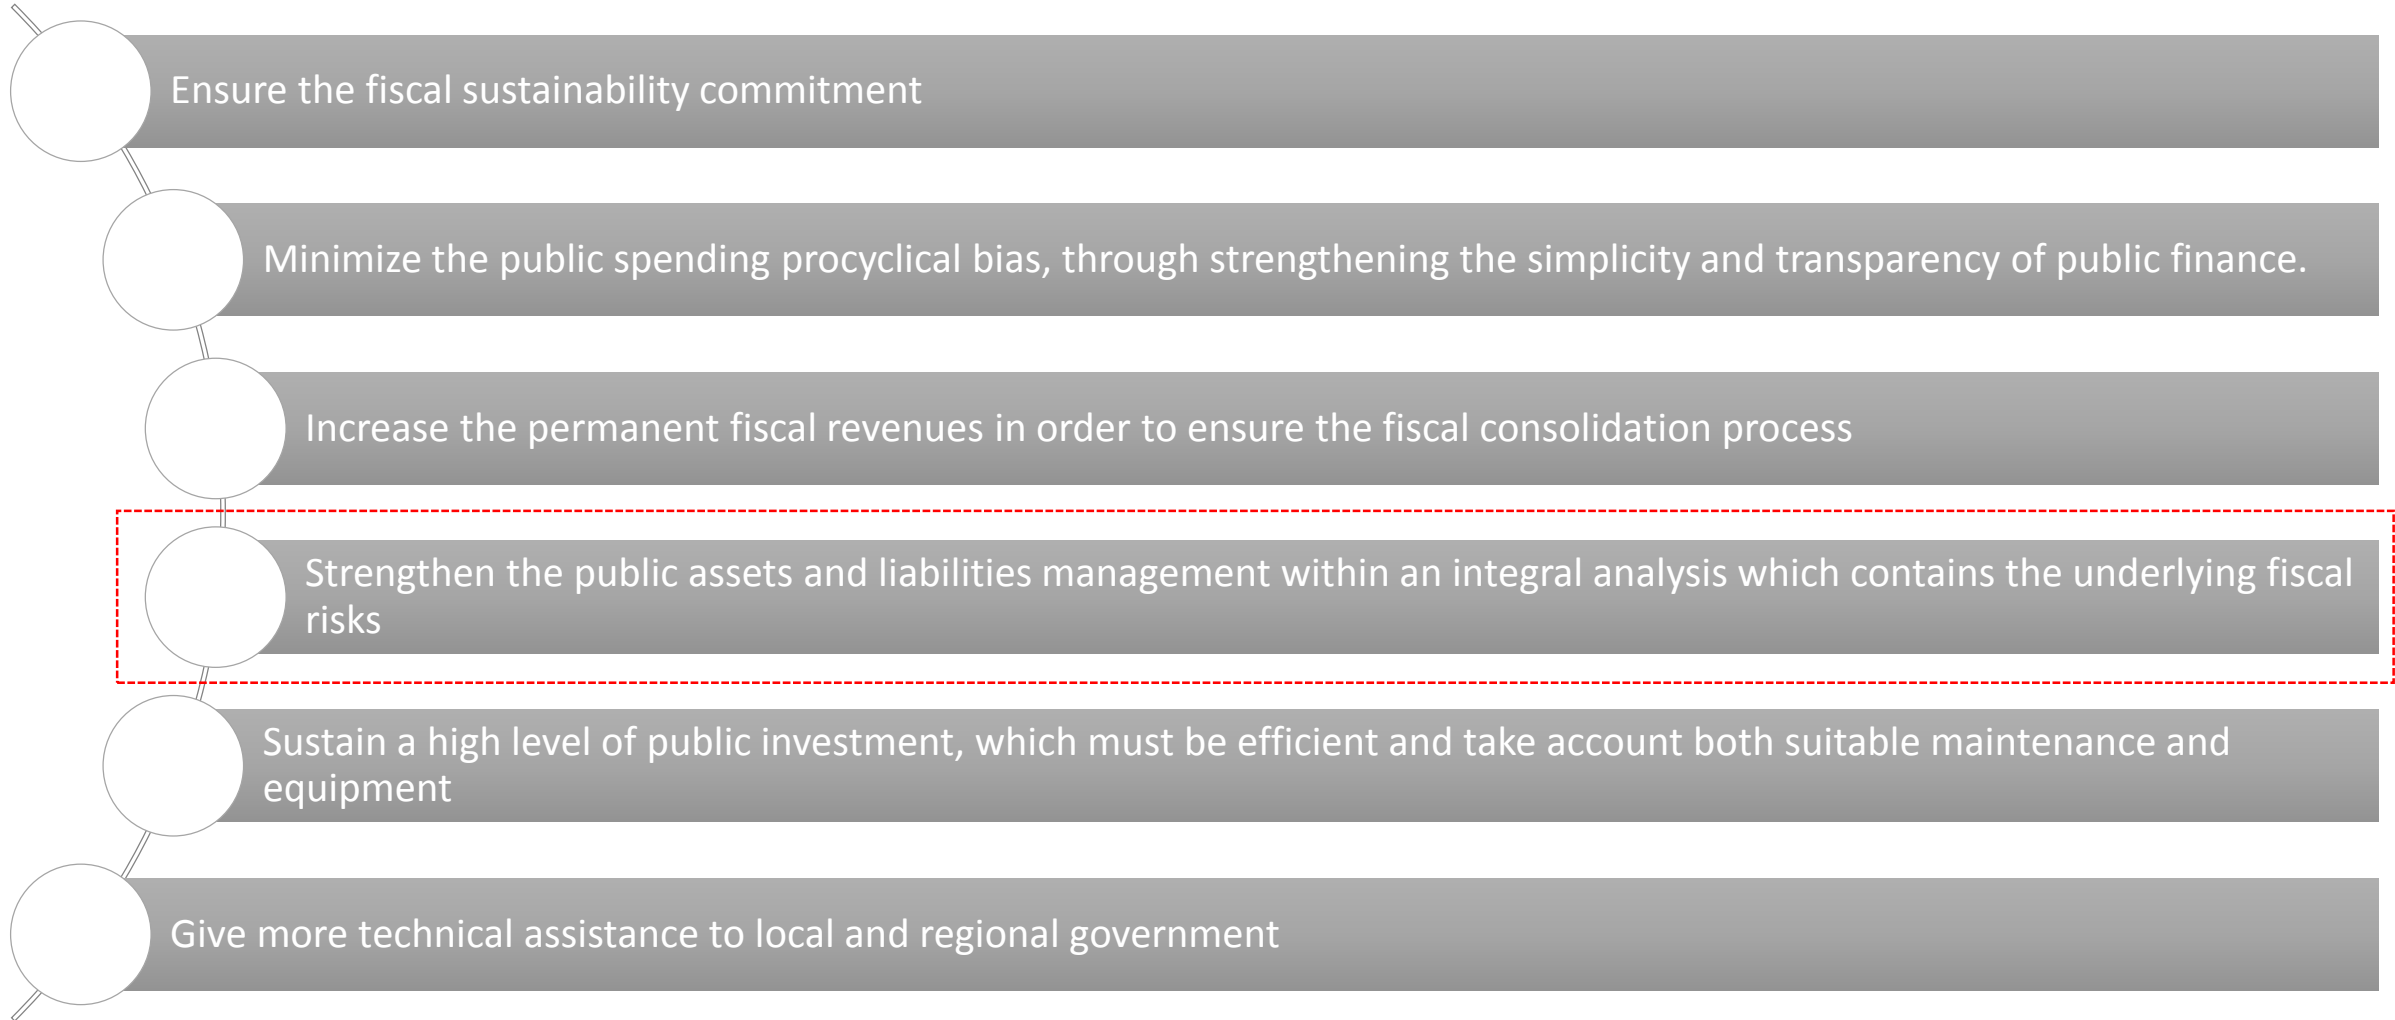 Ensure the fiscal sustainability commitment
Minimize the public spending procyclical bias, through strengthening the simplicity and transparency of public finance.
Increase the permanent fiscal revenues in order to ensure the fiscal consolidation process
Strengthen the public assets and liabilities management within an integral analysis which contains the underlying fiscal
risks
Sustain a high level of public investment, which must be efficient and take account both suitable maintenance and
equipment
Give more technical assistance to local and regional government